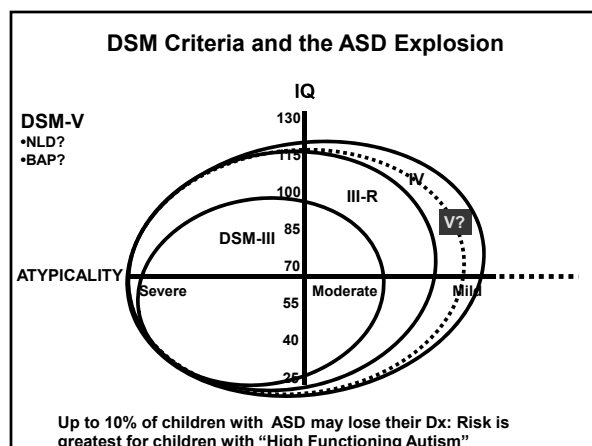 DSM Criteria and the ASD Explosion
IQ
DSM-V
•NLD?
•BAP?
130
115
IV
100
III-R
V?
85
DSM-III
70
ATYPICALITY
Severe
Moderate
Mild
55
40
25
Up to 10% of children with ASD may lose their Dx: Risk is
greatest for children with “High Functioning Autism”